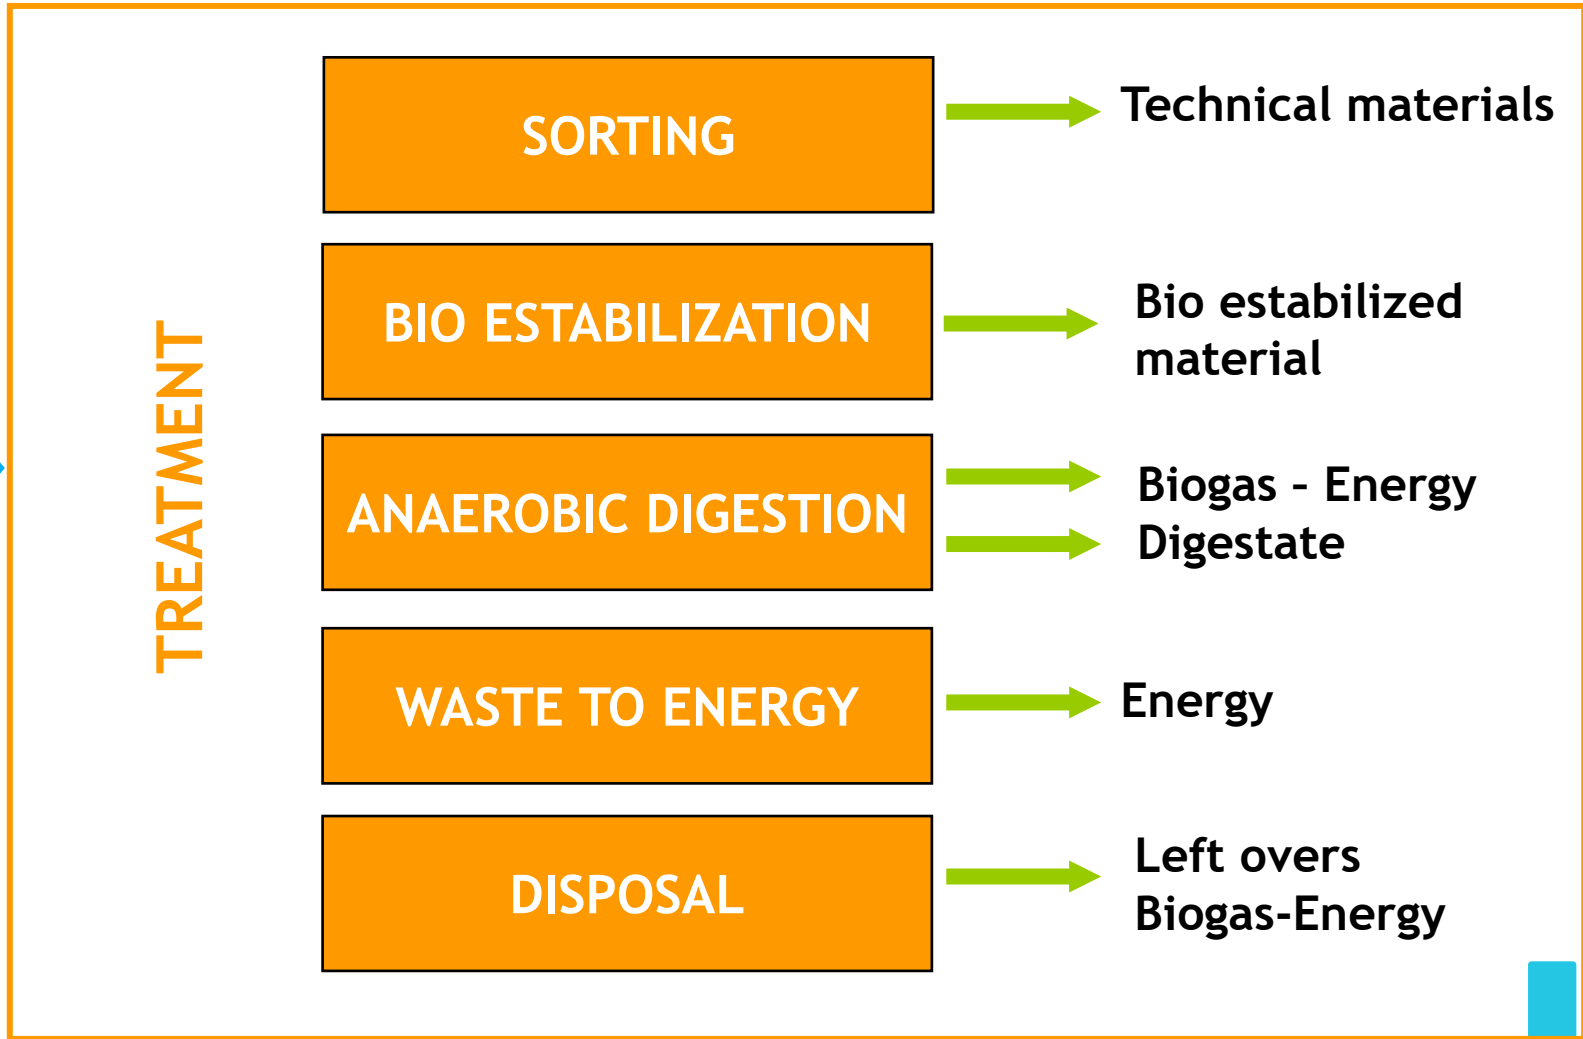 TREATMENT
SORTING
Technical materials
BIO ESTABILIZATION
Bio estabilized
material
ANAEROBIC DIGESTION
Biogas – Energy
Digestate
WASTE TO ENERGY
Energy
DISPOSAL
Left overs
Biogas-Energy